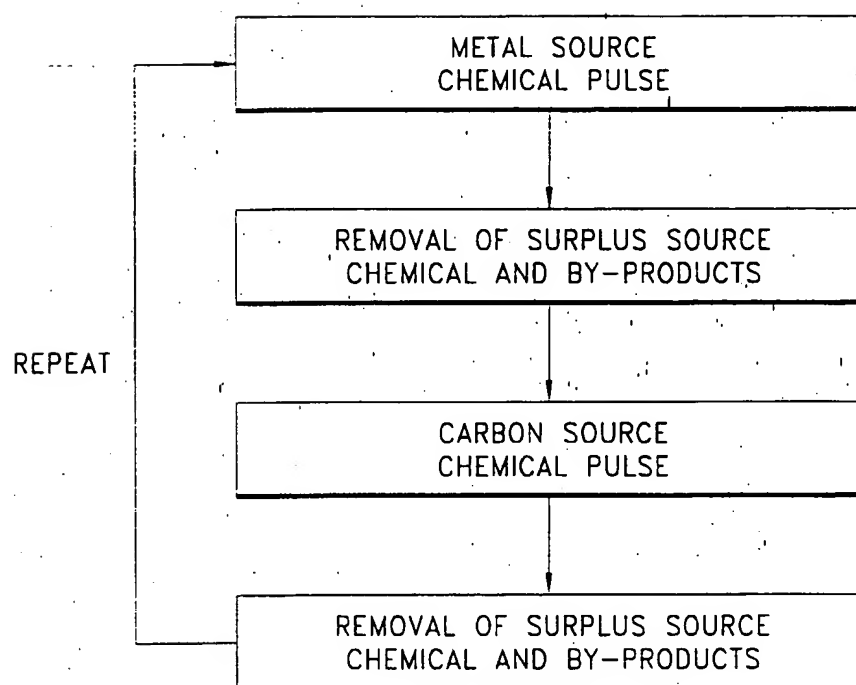 METAL SOURCE
CHEMICAL PULSE
REMOVAL OF SURPLUS SOURCE
CHEMICAL AND BY-PRODUCTS
REPEAT
CARBON SOURCE
CHEMICAL PULSE
REMOVAL OF SURPLUS SOURCE
CHEMICAL AND BY-PRODUCTS